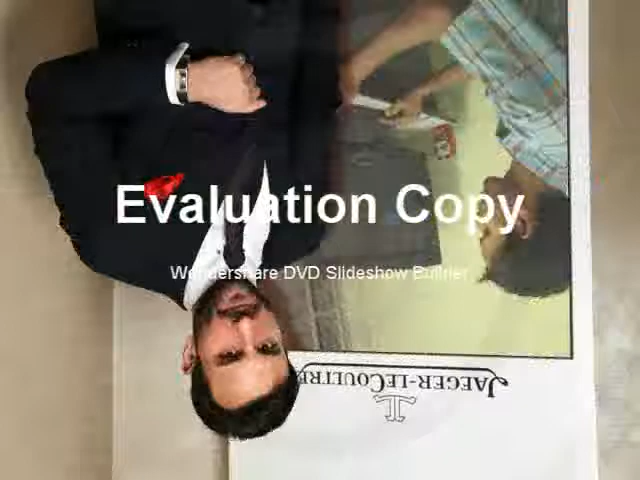 Evaluation Copy
Wondershare DVD Slideshow Builder
JAEGER-LECOULTRE